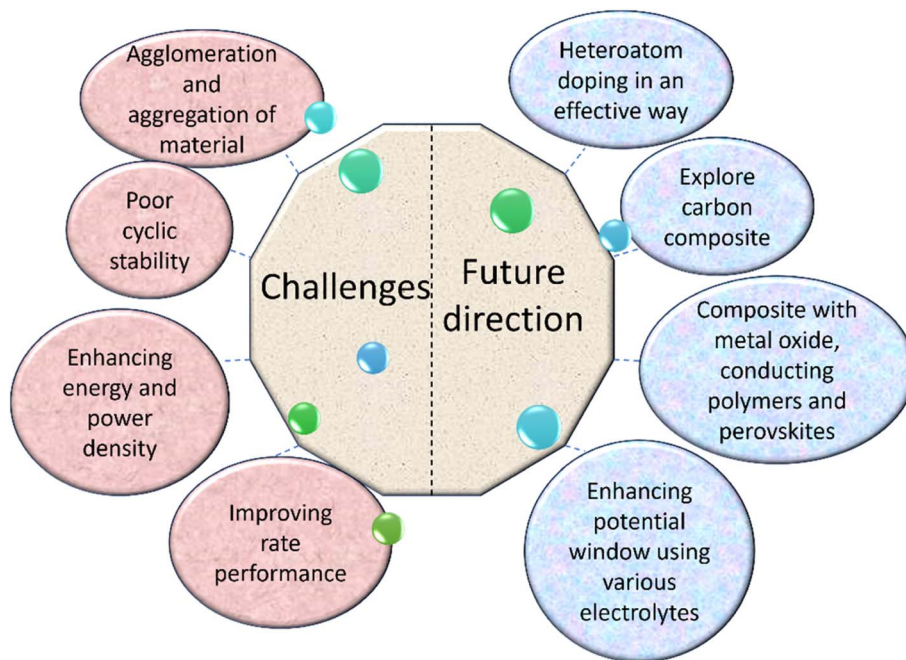 Agglomeration
and
aggregation of
material
Poor
cyclic
stability
Enhancing
energy and
power
density
Improving
rate
performance
Challenges
Future
direction
Heteroatom
doping in an
effective way
Explore
carbon
composite
Composite with
metal oxide,
conducting
polymers and
perovskites
Enhancing
potential
window using
various
electrolytes